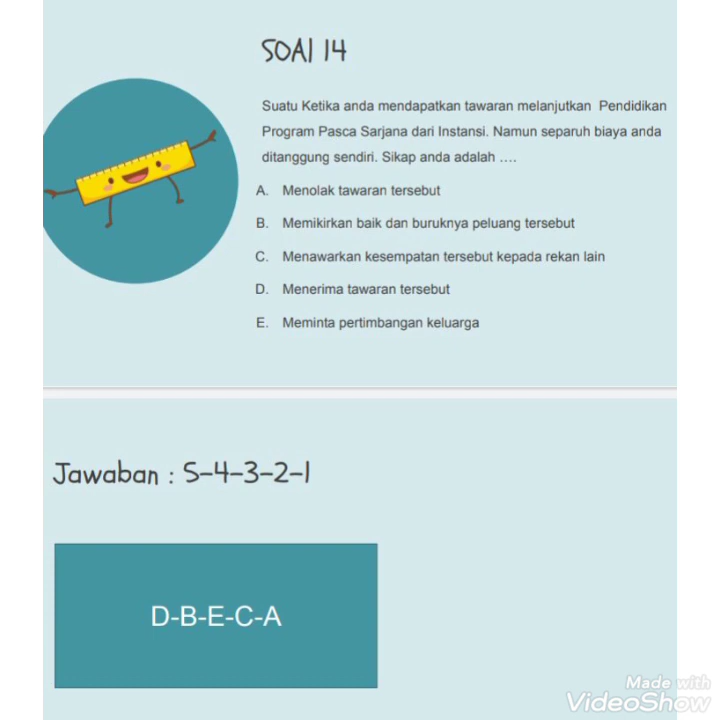 SOAl 14
Suatu Ketika anda mendapatkan tawaran melanjutkan Pendidikan
Program Pasca Sarjana dari Instansi. Namun separuh biaya anda
ditanggung sendiri. Sikap anda adalah ….
A. Menolak tawaran tersebut
B. Memikirkan baik dan buruknya peluang tersebut
C. Menawarkan kesempatan tersebut kepada rekan lain
D. Menerima tawaran tersebut
E. Meminta pertimbangan keluarga
Jawaban : 5-4-3-2-1
D-B-E-C-A
Made with
VideoShow